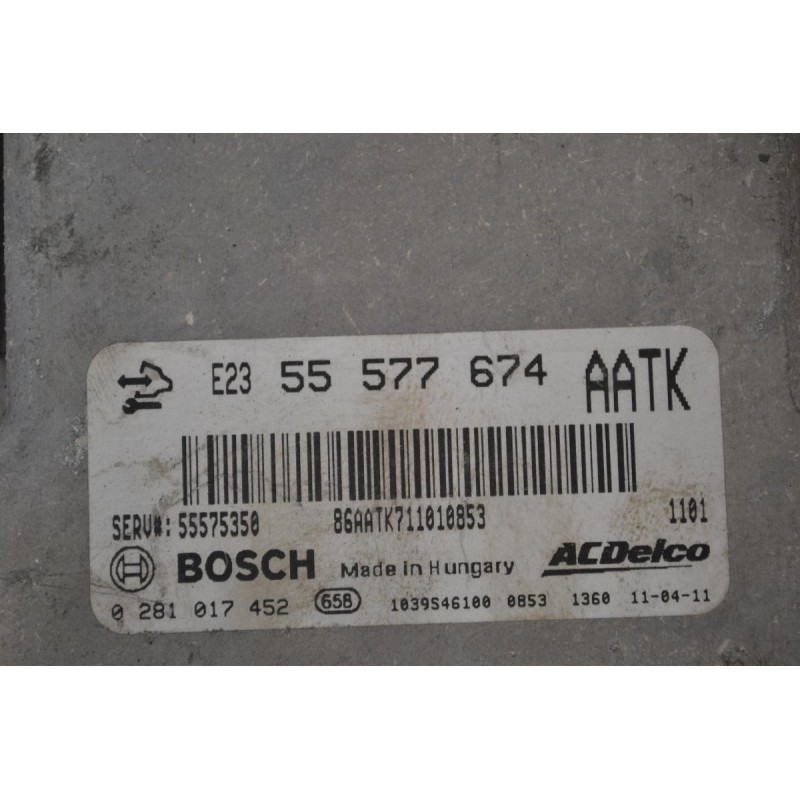 E23 55 577 674 AATK
SERV#: 55575350 86AATK711010853 1101
BOSCH Made in Hungary ACDelco
0 281 017 452 658 1039S46100 0853 1360 11-04-11